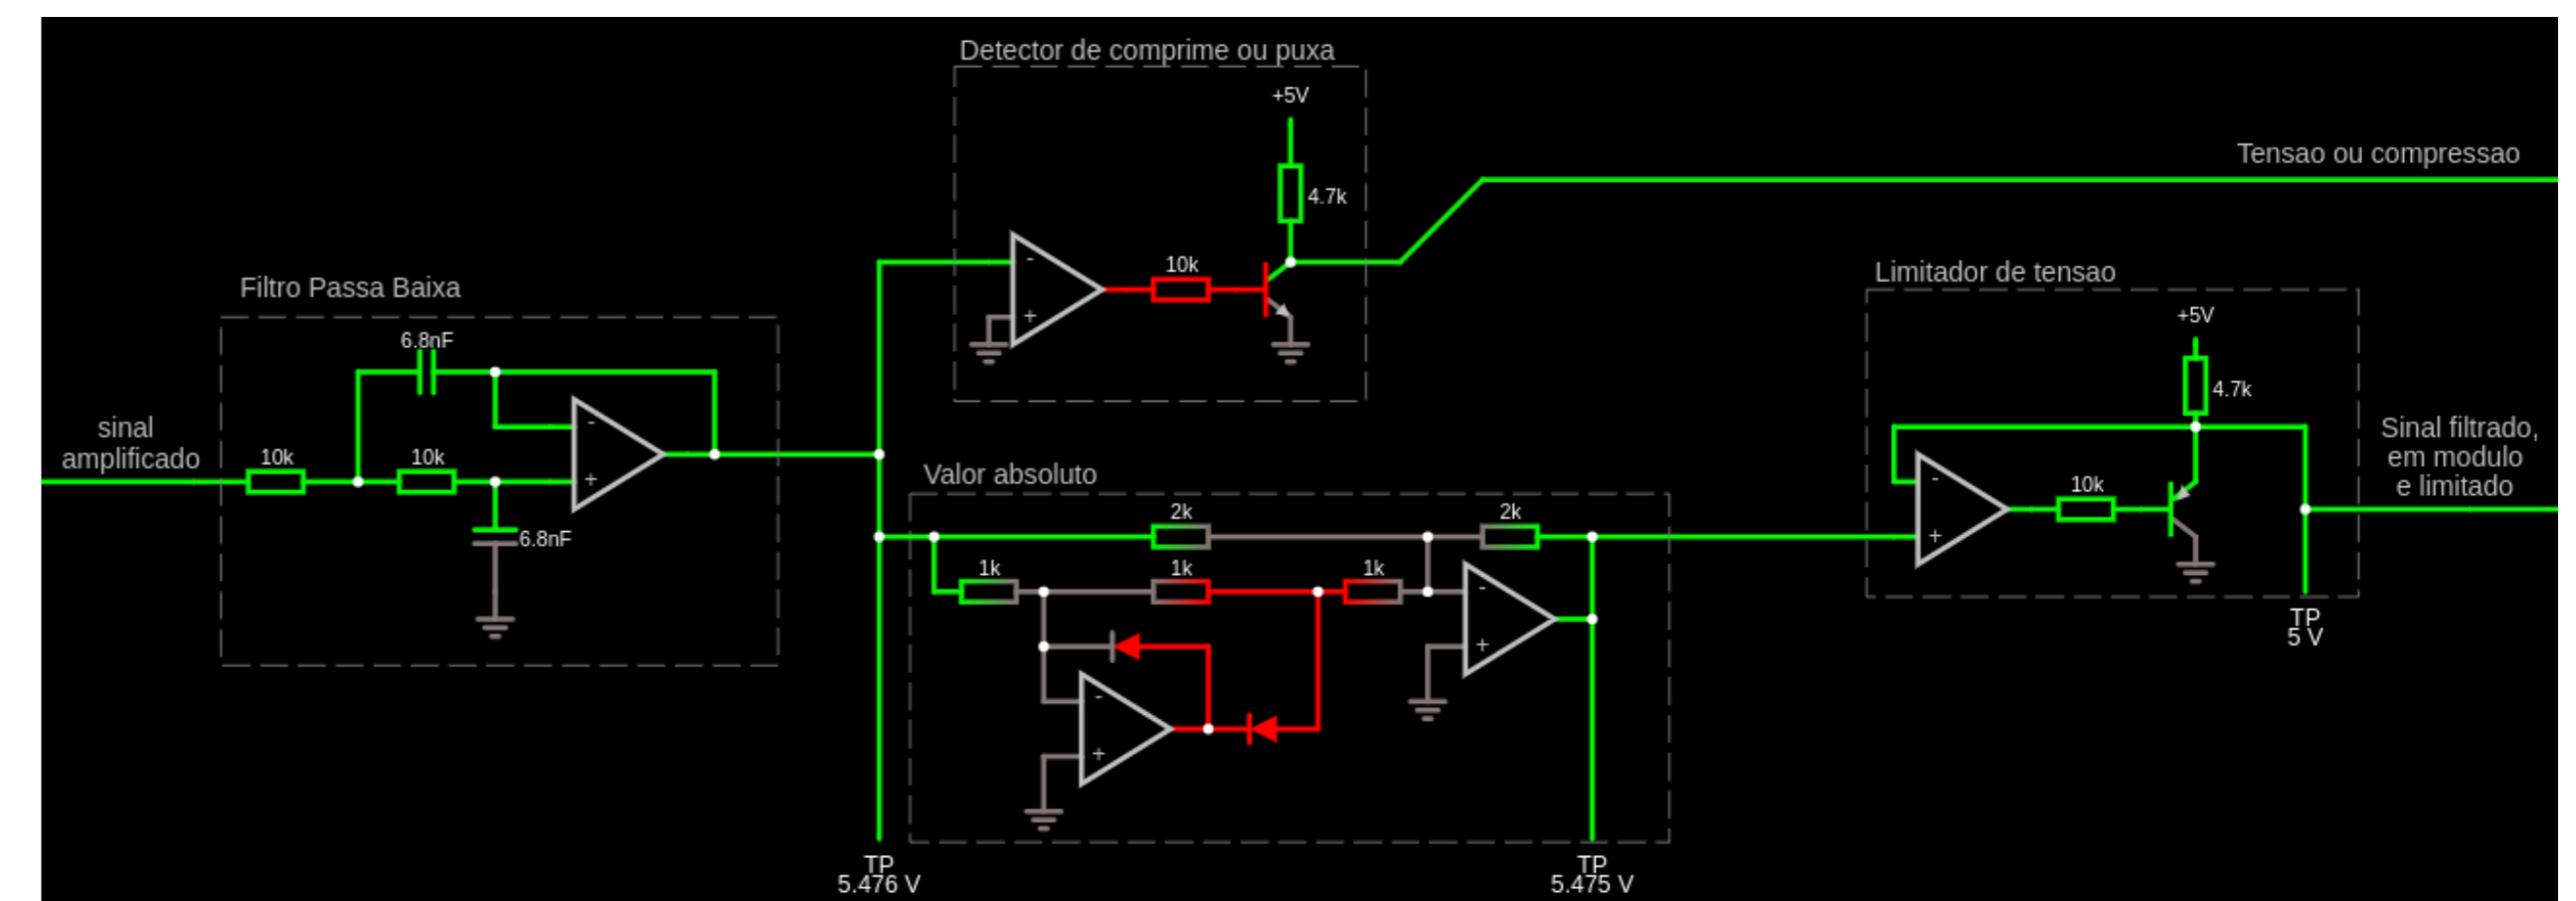 Detector de comprime ou puxa
+5V
4.7k
-
10k
+
Tensao ou compressao
Filtro Passa Baixa
6.8nF
sinal
amplificado
10k
10k
-
+
6.8nF
Valor absoluto
2k
2k
1k
1k
1k
-
+
-
+
TP
5.476 V
TP
5.475 V
Limitador de tensao
+5V
4.7k
-
10k
+
TP
5 V
Sinal filtrado,
em modulo
e limitado